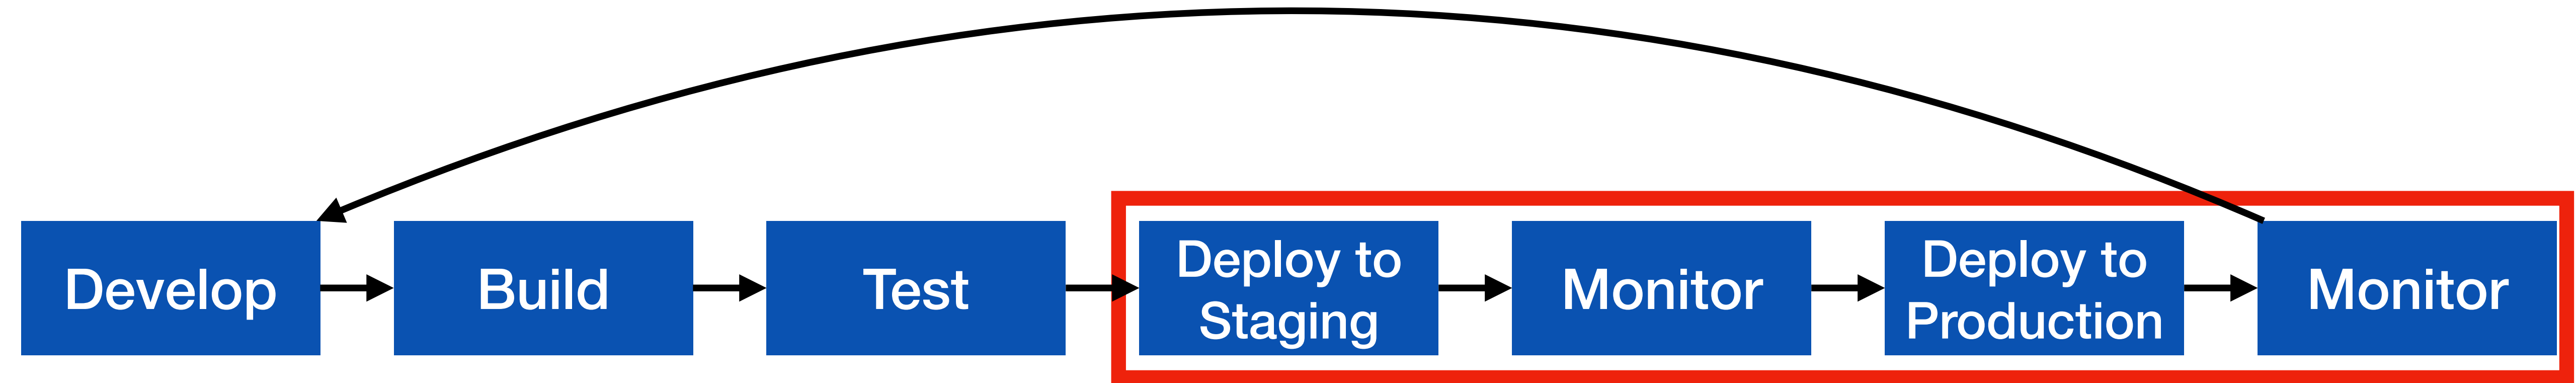 Develop
Build
Test
Deploy to
Staging
Monitor
Deploy to
Production
Monitor